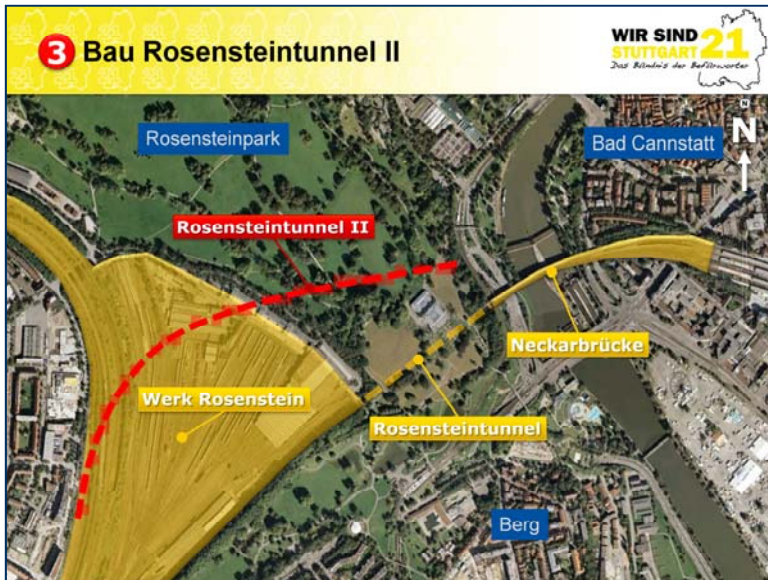 3 Bau Rosensteintunnel II
WIR SIND
STUTTGART 21
Das Bündnis der Befürworter
Rosensteinpark
Bad Cannstatt
N
N
Rosensteintunnel II
Neckarbrücke
Werk Rosenstein
Rosensteintunnel
Berg